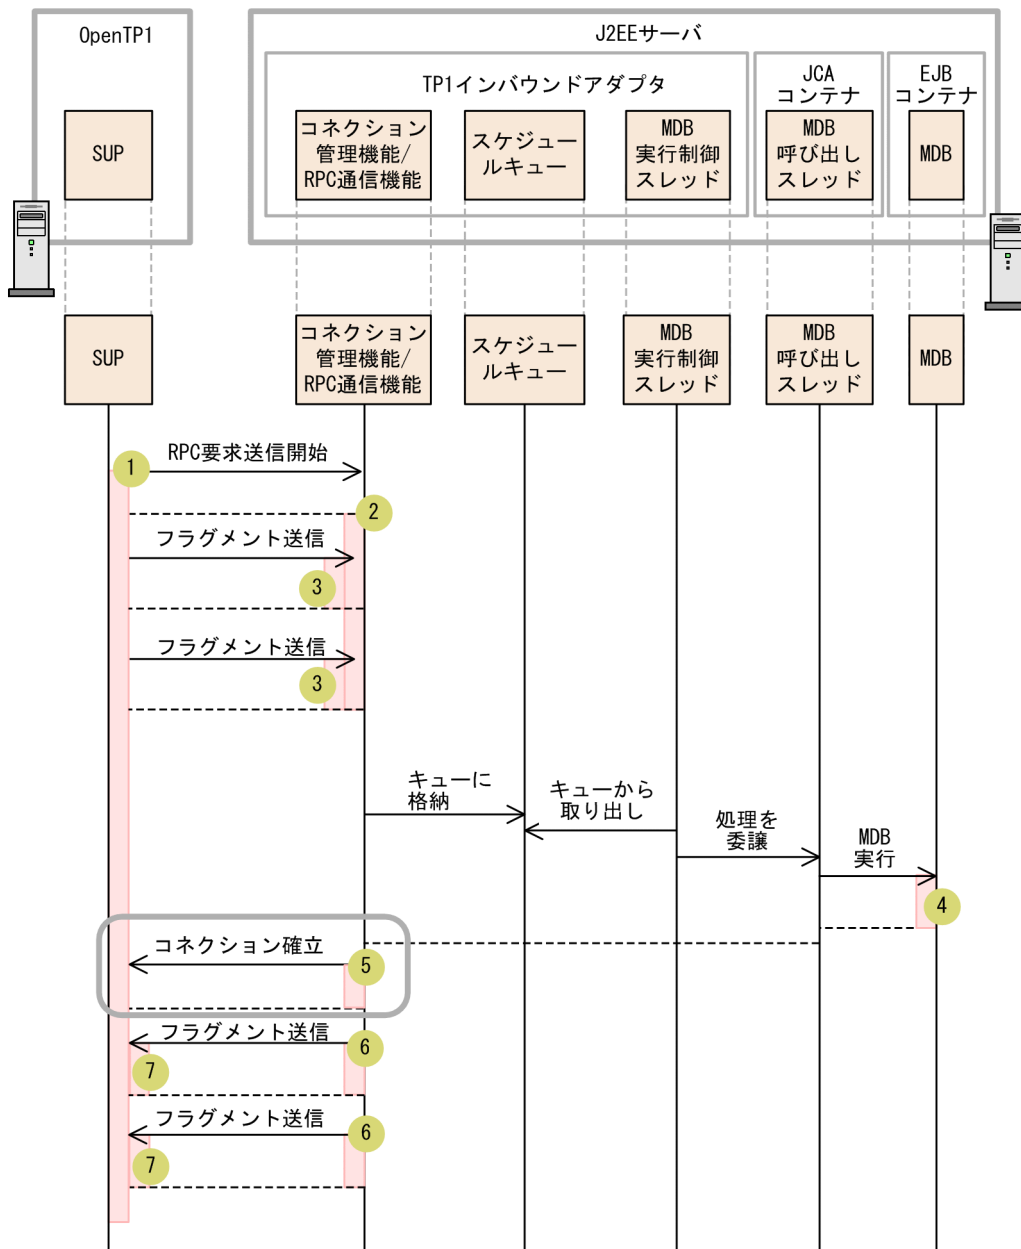 OpenTP1
J2EEサーバ
TP1インバウンドアダプタ
JCA
コンテナ
EJB
コンテナ
SUP
コネクション
管理機能/
RPC通信機能
スケジュー
ルキュー
MDB
実行制御
スレッド
MDB
呼び出し
スレッド
MDB
SUP
コネクション
管理機能/
RPC通信機能
スケジュー
ルキュー
MDB
実行制御
スレッド
MDB
呼び出し
スレッド
MDB
1
RPC要求送信開始
2
フラグメント送信
3
フラグメント送信
3
キューに
格納
キューから
取り出し
処理を
委譲
MDB
実行
4
コネクション確立
5
フラグメント送信
6
7
フラグメント送信
6
7